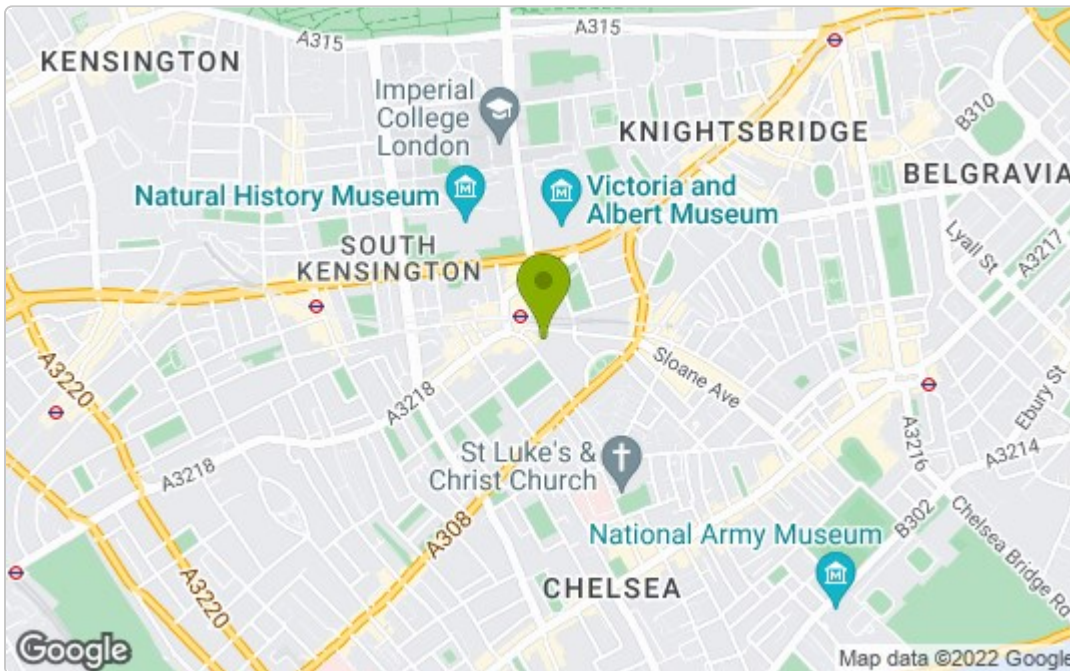 A315
A315
KENSINGTON
Imperial
College
London
B310
KNIGHTSBRIDGE
BELGRAVIA
Natural History Museum
Victoria and
Albert Museum
Lyall St
A3217
SOUTH
KENSINGTON
A3220
Sloane Ave
A3218
Ebury St
A3216
A3214
A3218
St Luke's &
Christ Church
B302
Chelsea Bridge Rd
A308
National Army Museum
A3220
CHELSEA
Google
Map data ©2022 Google